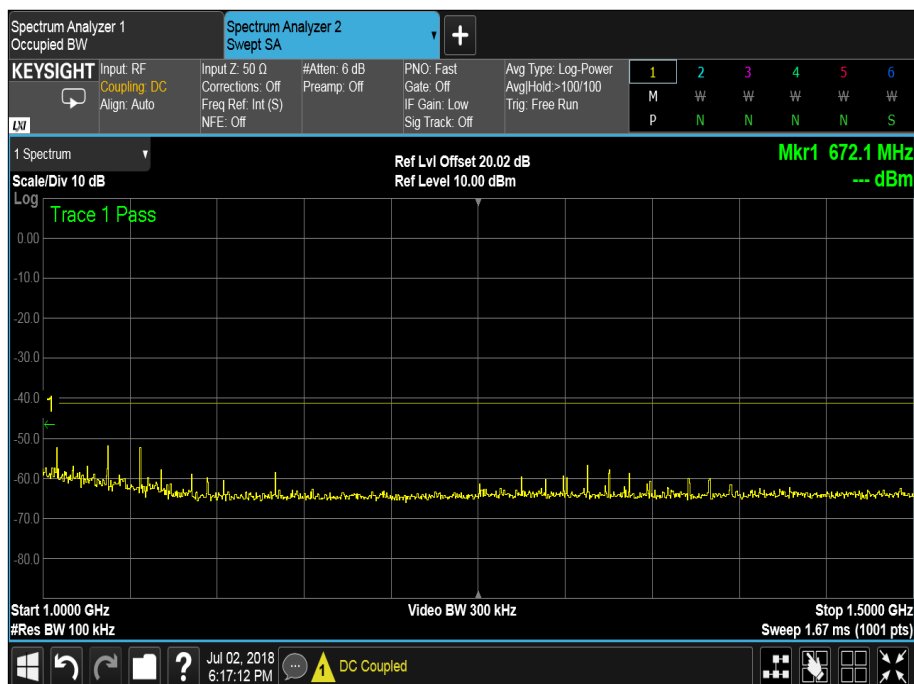 Spectrum Analyzer 1
Occupied BW
Spectrum Analyzer 2
Swept SA
+
KEYSIGHT
LXI
Input: RF
Coupling: DC
Align: Auto
Input Z: 50 Ω
Corrections: Off
Freq Ref: Int (S)
NFE: Off
#Atten: 6 dB
Preamp: Off
PNO: Fast
Gate: Off
IF Gain: Low
Sig Track: Off
Avg Type: Log-Power
Avg|Hold:>100/100
Trig: Free Run
1 2 3 4 5 6
M W W W W W
P N N N N S
1 Spectrum
Scale/Div 10 dB
Ref Lvl Offset 20.02 dB
Ref Level 10.00 dBm
Mkr1 672.1 MHz
--- dBm
Log
Trace 1 Pass
0.00
-10.0
-20.0
-30.0
-40.0
1
-50.0
-60.0
-70.0
-80.0
Start 1.0000 GHz
#Res BW 100 kHz
Video BW 300 kHz
Stop 1.5000 GHz
Sweep 1.67 ms (1001 pts)
?
Jul 02, 2018
6:17:12 PM
1
DC Coupled